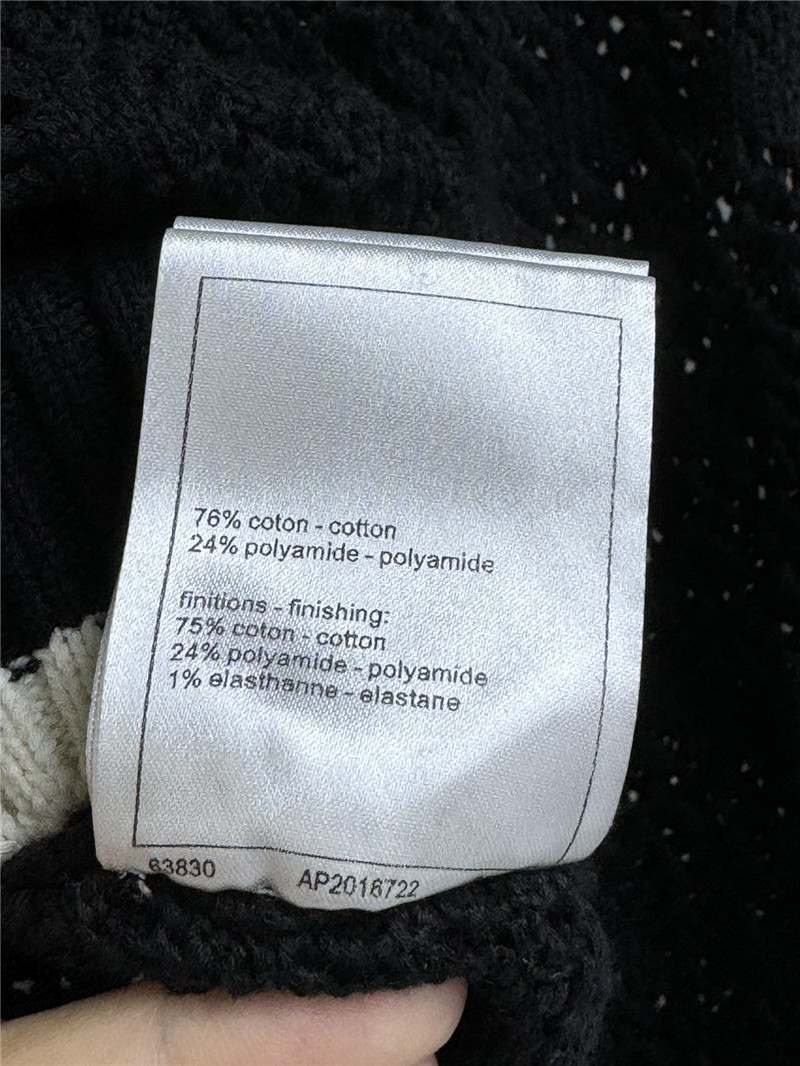 76% coton - cotton
24% polyamide - polyamide
finitions - finishing:
75% coton - cotton
24% polyamide - polyamide
1% elasthanne - elastane
63830 AP2016722